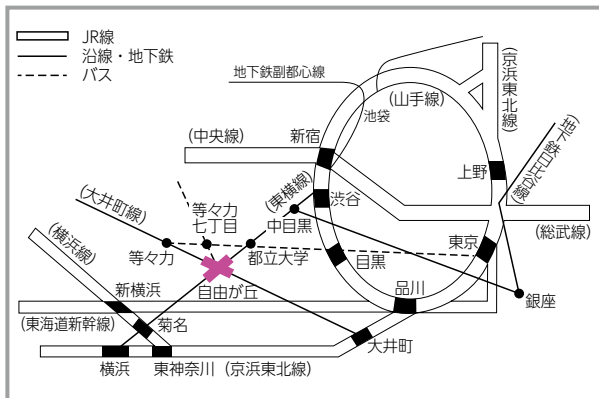 JR線
沿線・地下鉄
バス
地下鉄副都心線
(京浜東北線)
(山手線)
池袋
(中央線)
新宿
(地下鉄日比谷線)
上野
(大井町線)
等々力
七丁目
(東横線)
中目黒
渋谷
(横浜線)
等々力
都立大学
目黒
東京
(総武線)
新横浜
自由が丘
品川
銀座
(東海道新幹線)
菊名
大井町
横浜
東神奈川
(京浜東北線)